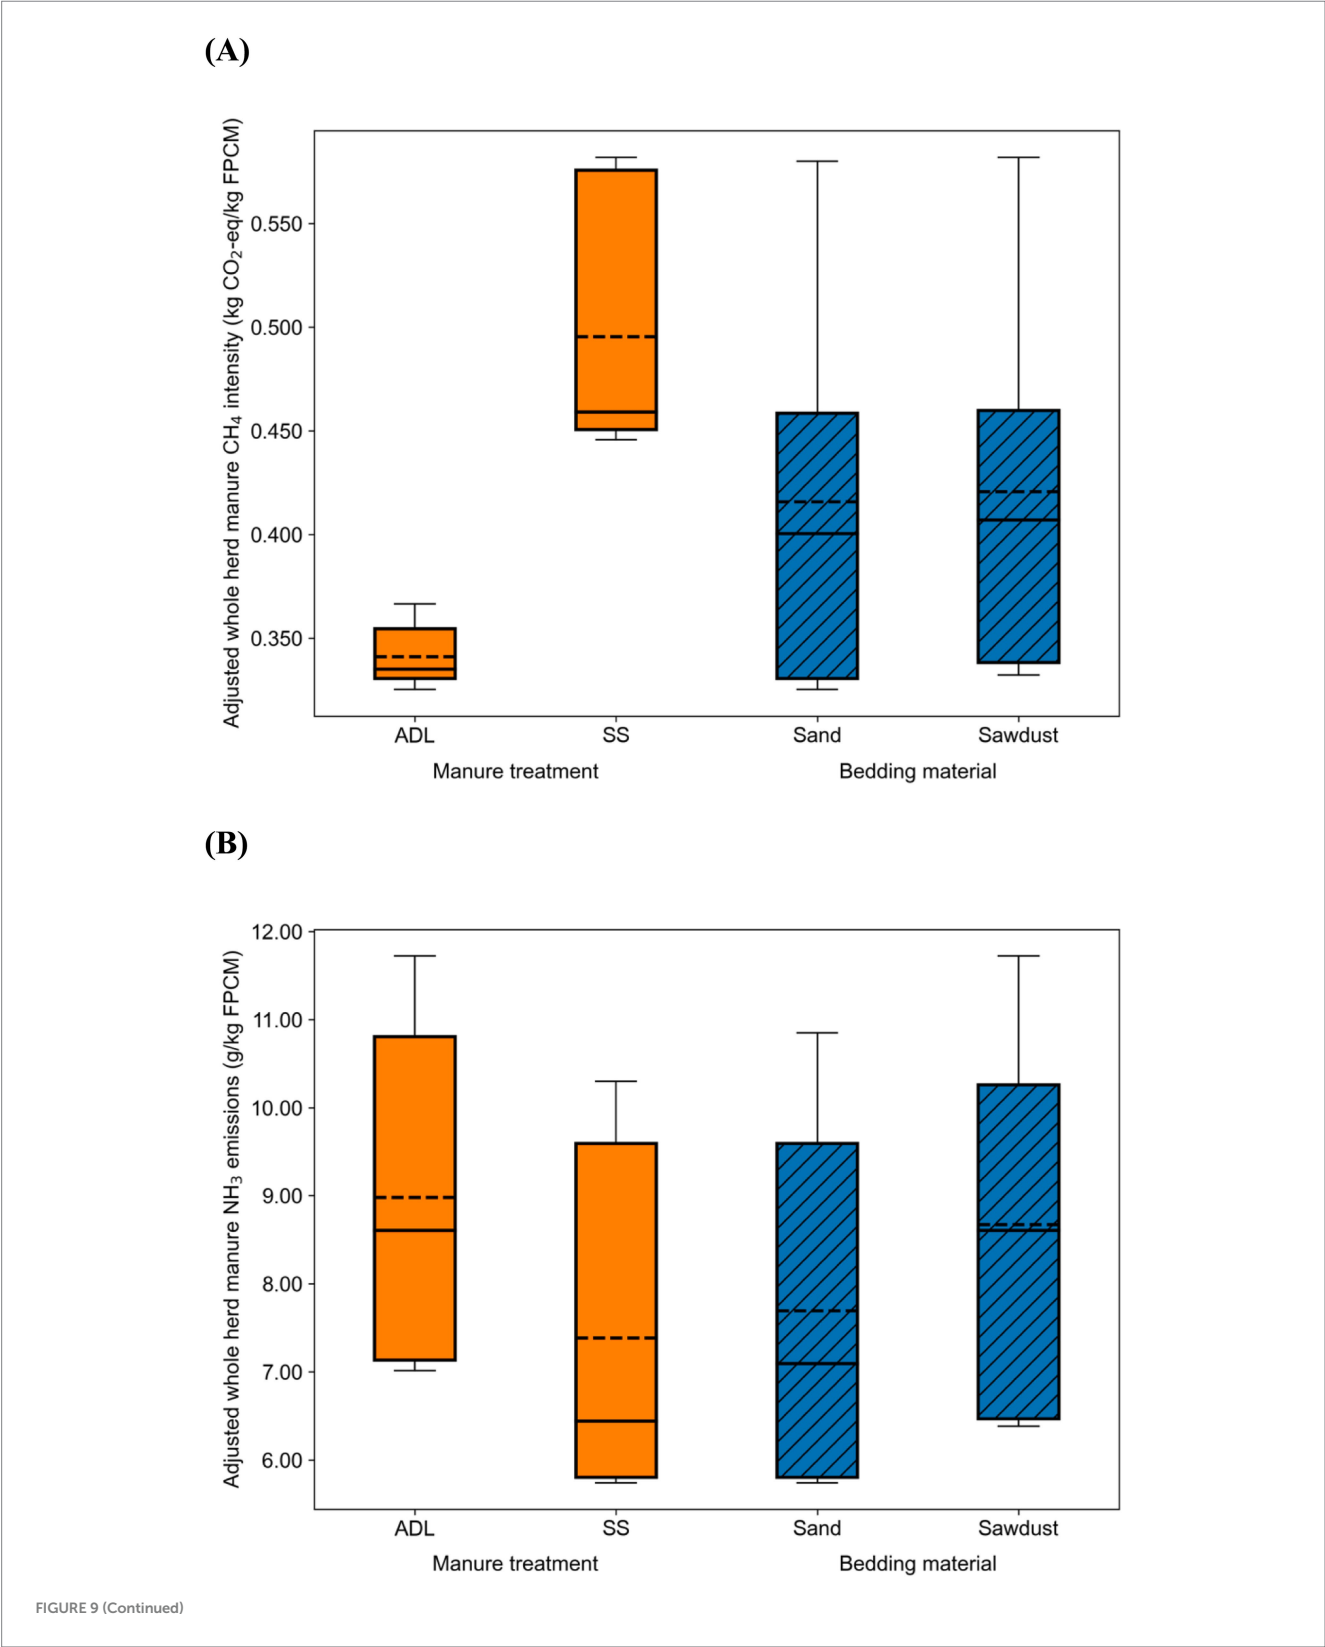 (A)
Adjusted whole herd manure CH₄ intensity (kg CO₂-eq/kg FPCM)
0.550
0.500
0.450
0.400
0.350
ADL SS Sand Sawdust
Manure treatment Bedding material
(B)
Adjusted whole herd manure NH₃ emissions (g/kg FPCM)
12.00
11.00
10.00
9.00
8.00
7.00
6.00
ADL SS Sand Sawdust
Manure treatment Bedding material
FIGURE 9 (Continued)